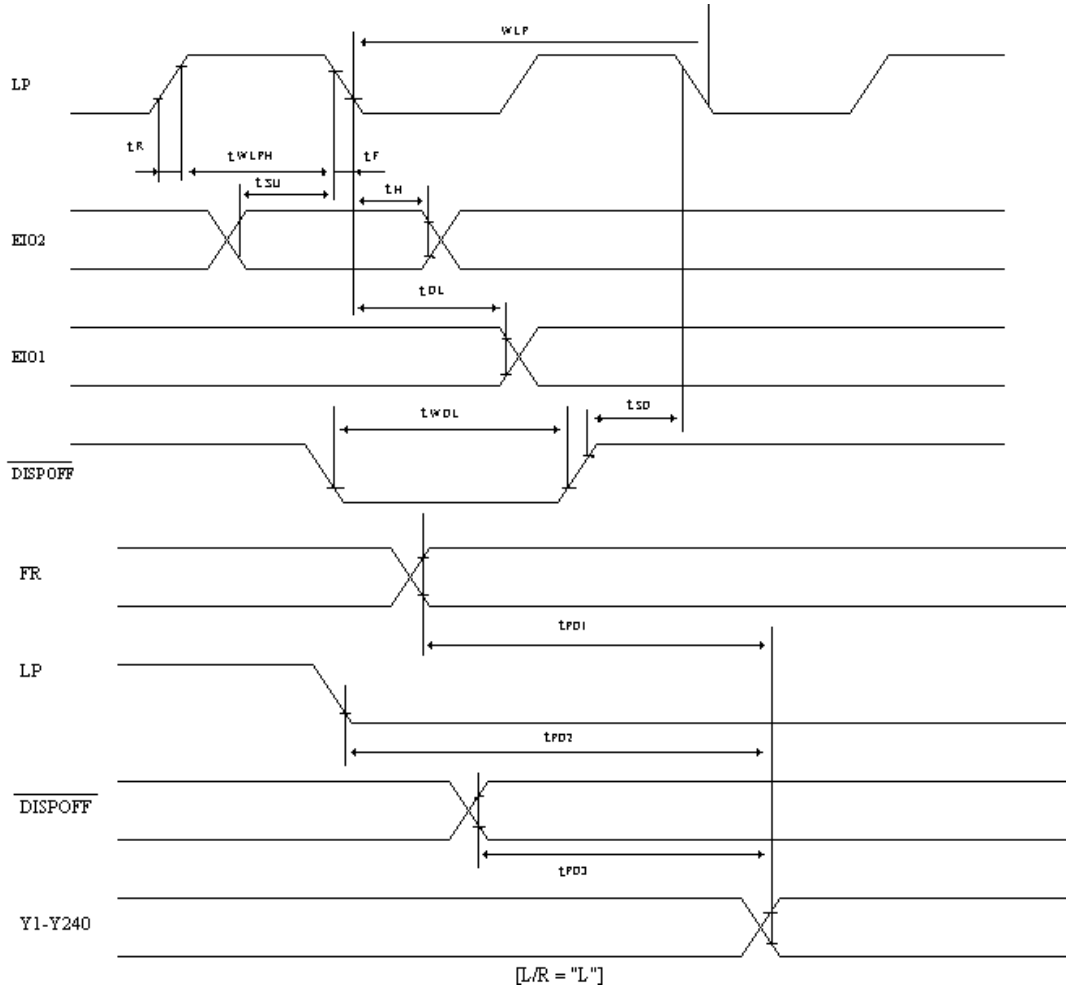 WLP
LP
tR
tWLPH
tF
tSU
tH
EIO2
tDL
EIO1
tWDL
tSD
DISPOFF
FR
tPD1
LP
tPD2
DISPOFF
tPD3
Y1-Y240
[L/R = "L"]